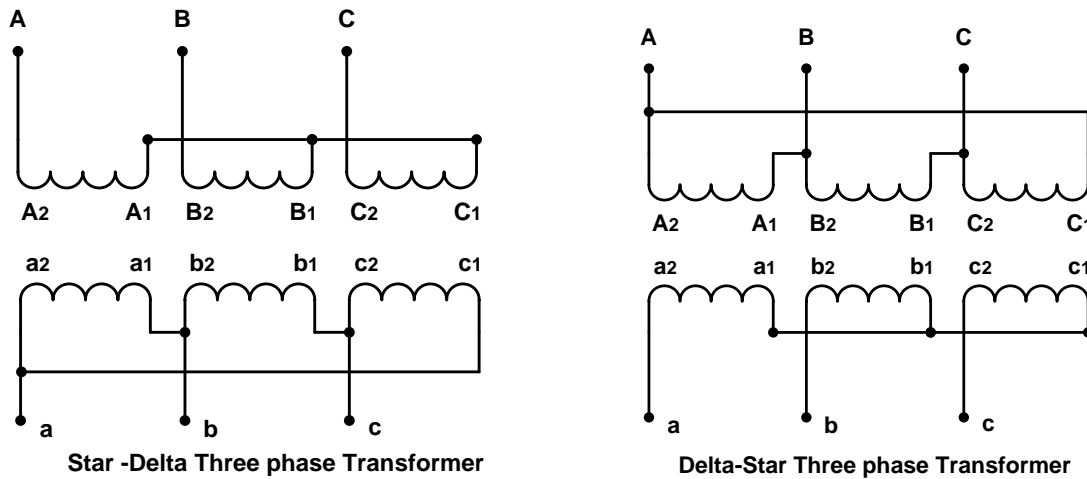 A B C
A2 A1 B2 B1 C2 C1
a2 a1 b2 b1 c2 c1
a b c
Star -Delta Three phase Transformer
A B C
A2 A1 B2 B1 C2 C1
a2 a1 b2 b1 c2 c1
a b c
Delta-Star Three phase Transformer